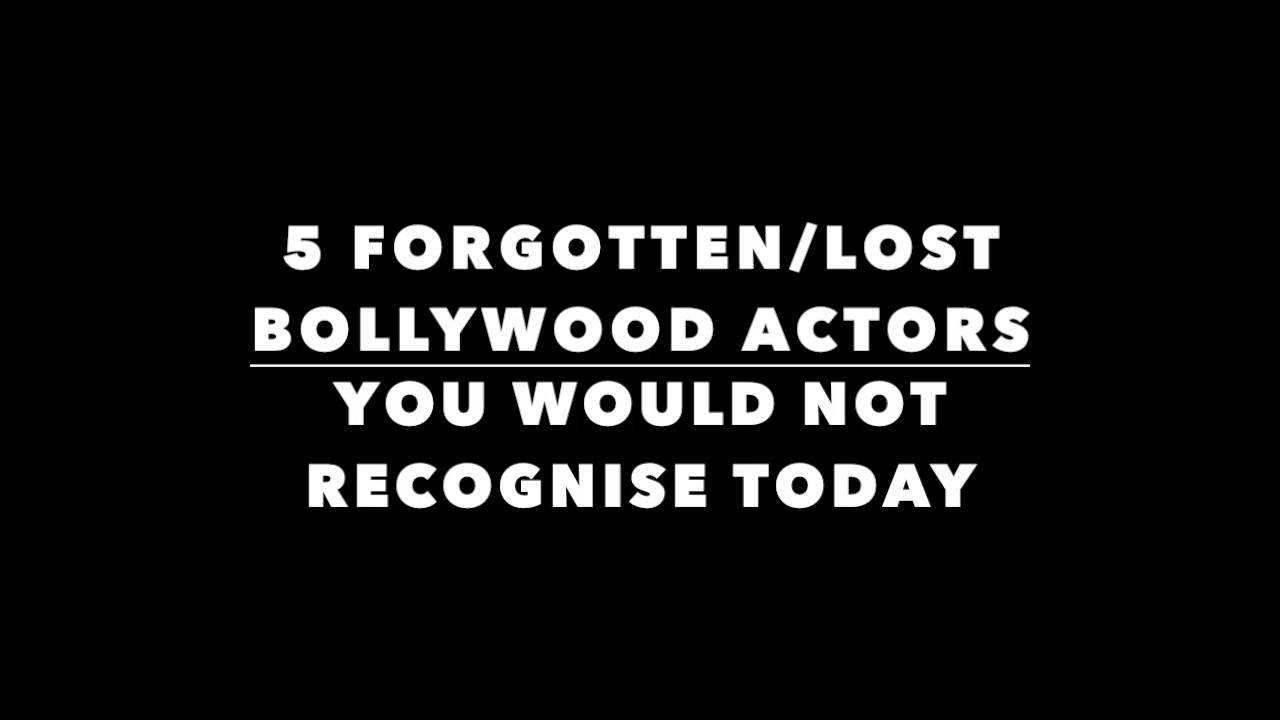 5 FORGOTTEN/LOST
BOLLYWOOD ACTORS
YOU WOULD NOT
RECOGNISE TODAY